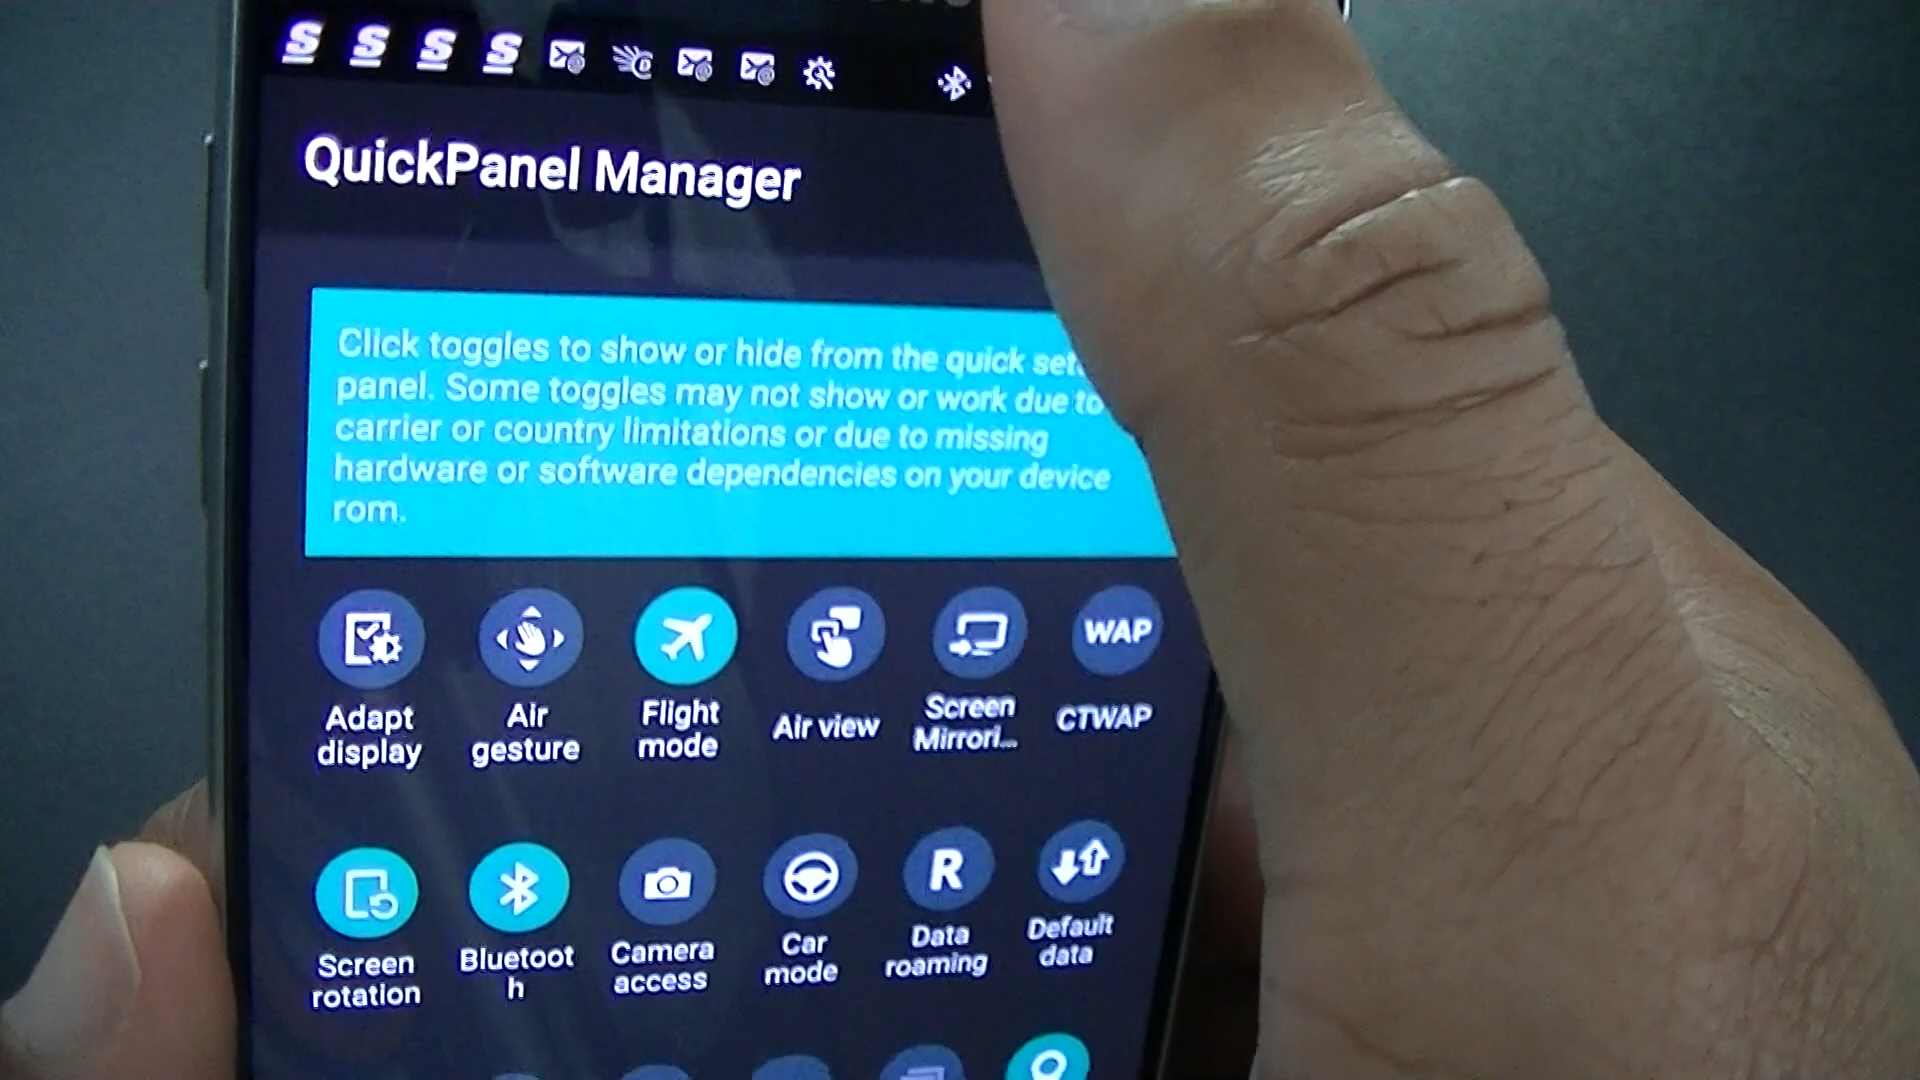 S S S S
QuickPanel Manager
Click toggles to show or hide from the quick
panel. Some toggles may not show or work due to
carrier or country limitations or due to missing
hardware or software dependencies on your device
rom.
WAP
Adapt display
Air gesture
Flight mode
Air view
Screen Mirrori...
CTWAP
R
Screen rotation
Bluetoot
h
Camera access
Car mode
Data roaming
Default data